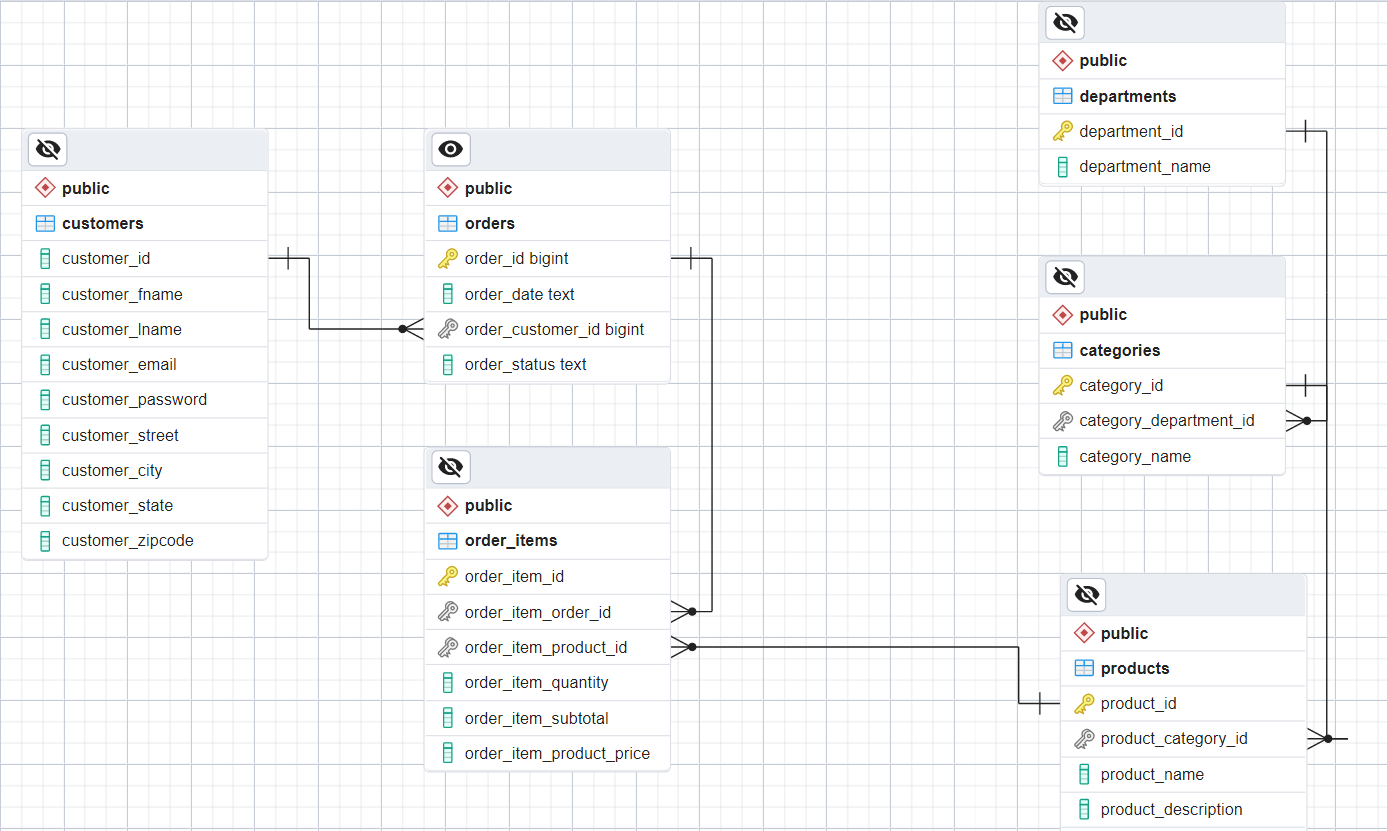 public
customers
customer_id
customer_fname
customer_lname
customer_email
customer_password
customer_street
customer_city
customer_state
customer_zipcode
public
orders
order_id bigint
order_date text
order_customer_id bigint
order_status text
public
order_items
order_item_id
order_item_order_id
order_item_product_id
order_item_quantity
order_item_subtotal
order_item_product_price
public
departments
department_id
department_name
public
categories
category_id
category_department_id
category_name
public
products
product_id
product_category_id
product_name
product_description